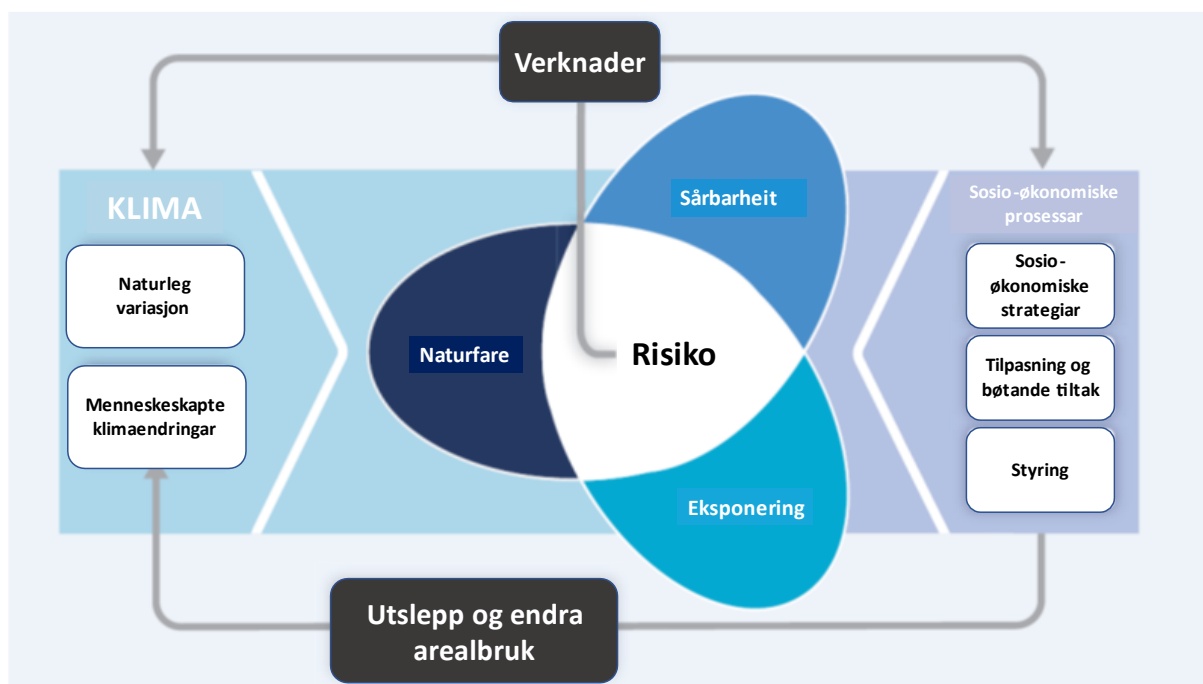 Verknader
KLIMA
Naturleg
variasjon
Menneskeskapte
klimaendringar
Naturfare
Sårbarheit
Risiko
Eksponering
Sosio-økonomiske
prosessar
Sosio-
økonomiske
strategiar
Tilpasning og
bøtande tiltak
Styring
Utslepp og endra
arealbruk